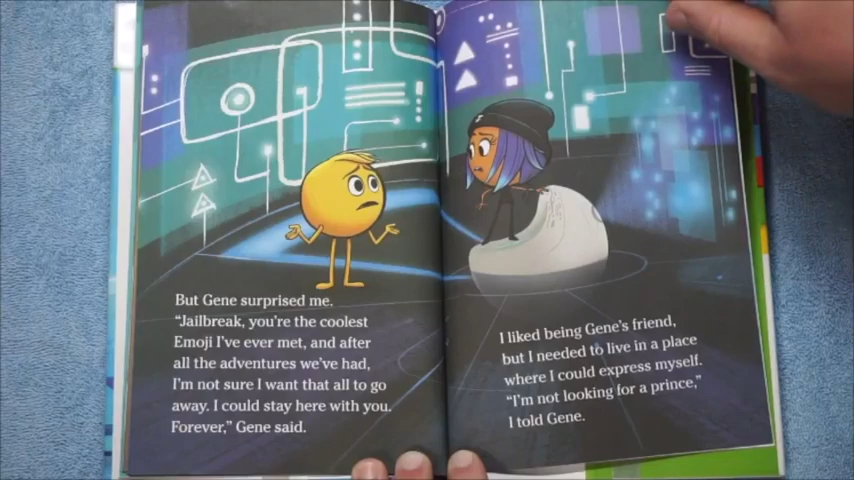 But Gene surprised me.
"Jailbreak, you're the coolest
Emoji I've ever met, and after
all the adventures we've had,
I'm not sure I want that all to go
away. I could stay here with you.
Forever," Gene said.
I liked being Gene's friend,
but I needed to live in a place
where I could express myself.
"I'm not looking for a prince,"
I told Gene.